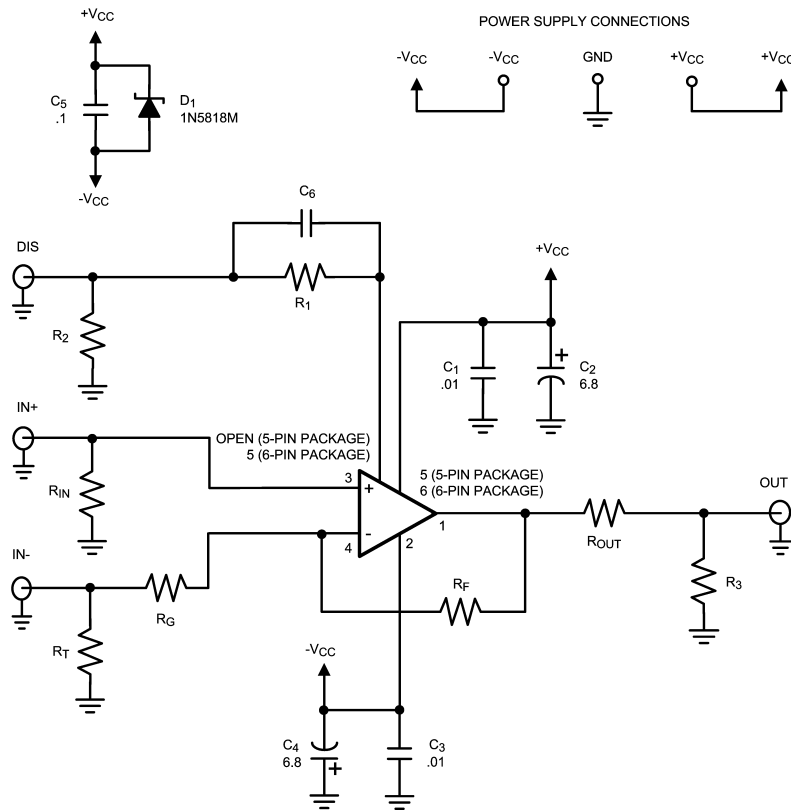 +VCC
POWER SUPPLY CONNECTIONS
-VCC
-VCC
GND
+VCC
+VCC
C5
.1
D1
1N5818M
-VCC
C6
DIS
R1
+VCC
R2
C1
.01
+
C2
6.8
IN+
OPEN (5-PIN PACKAGE)
5 (6-PIN PACKAGE)
5 (5-PIN PACKAGE)
6 (6-PIN PACKAGE)
RIN
3
+
OUT
1
-
4
2
ROUT
IN-
RF
R3
RG
RT
-VCC
C4
6.8
+
C3
.01